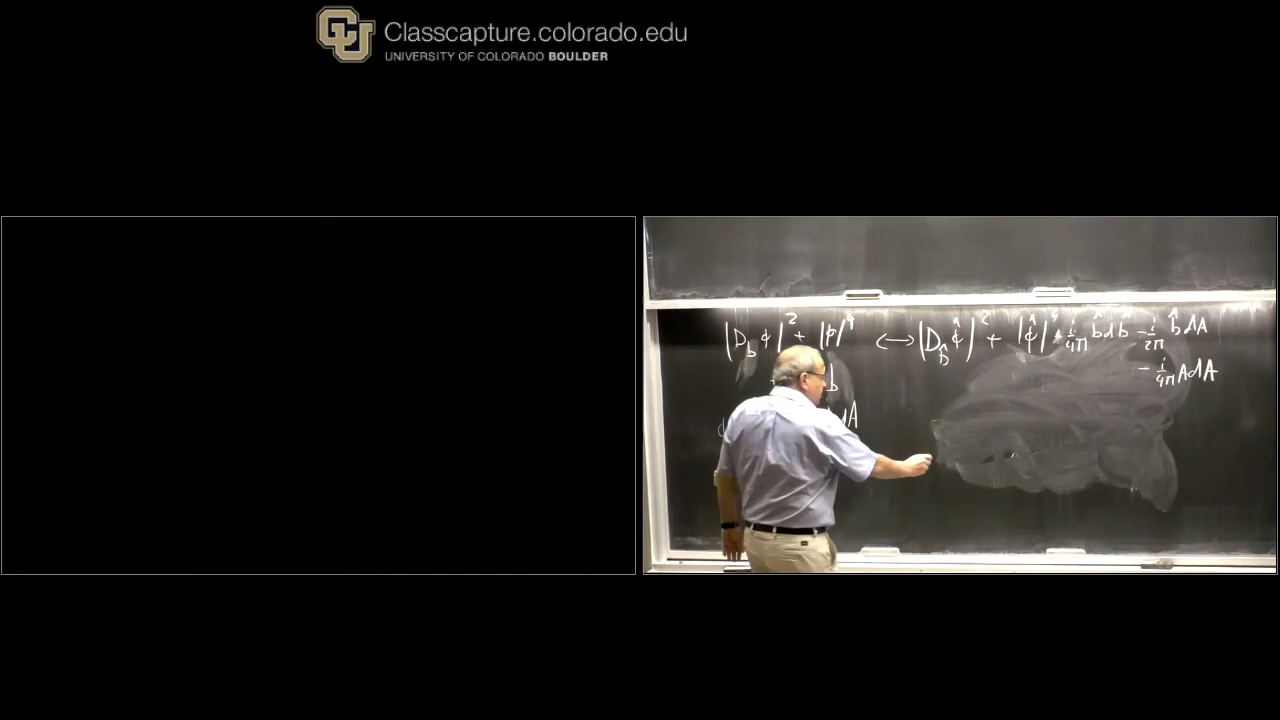 Classcapture.colorado.edu
UNIVERSITY OF COLORADO BOULDER
|D_b φ|² + |φ|⁴ ↔ |D_b̂ φ̂|² + |φ̂|⁴ + i/4π b̂db̂ - i/2π b̂dA
b - i/4π AdA
dA